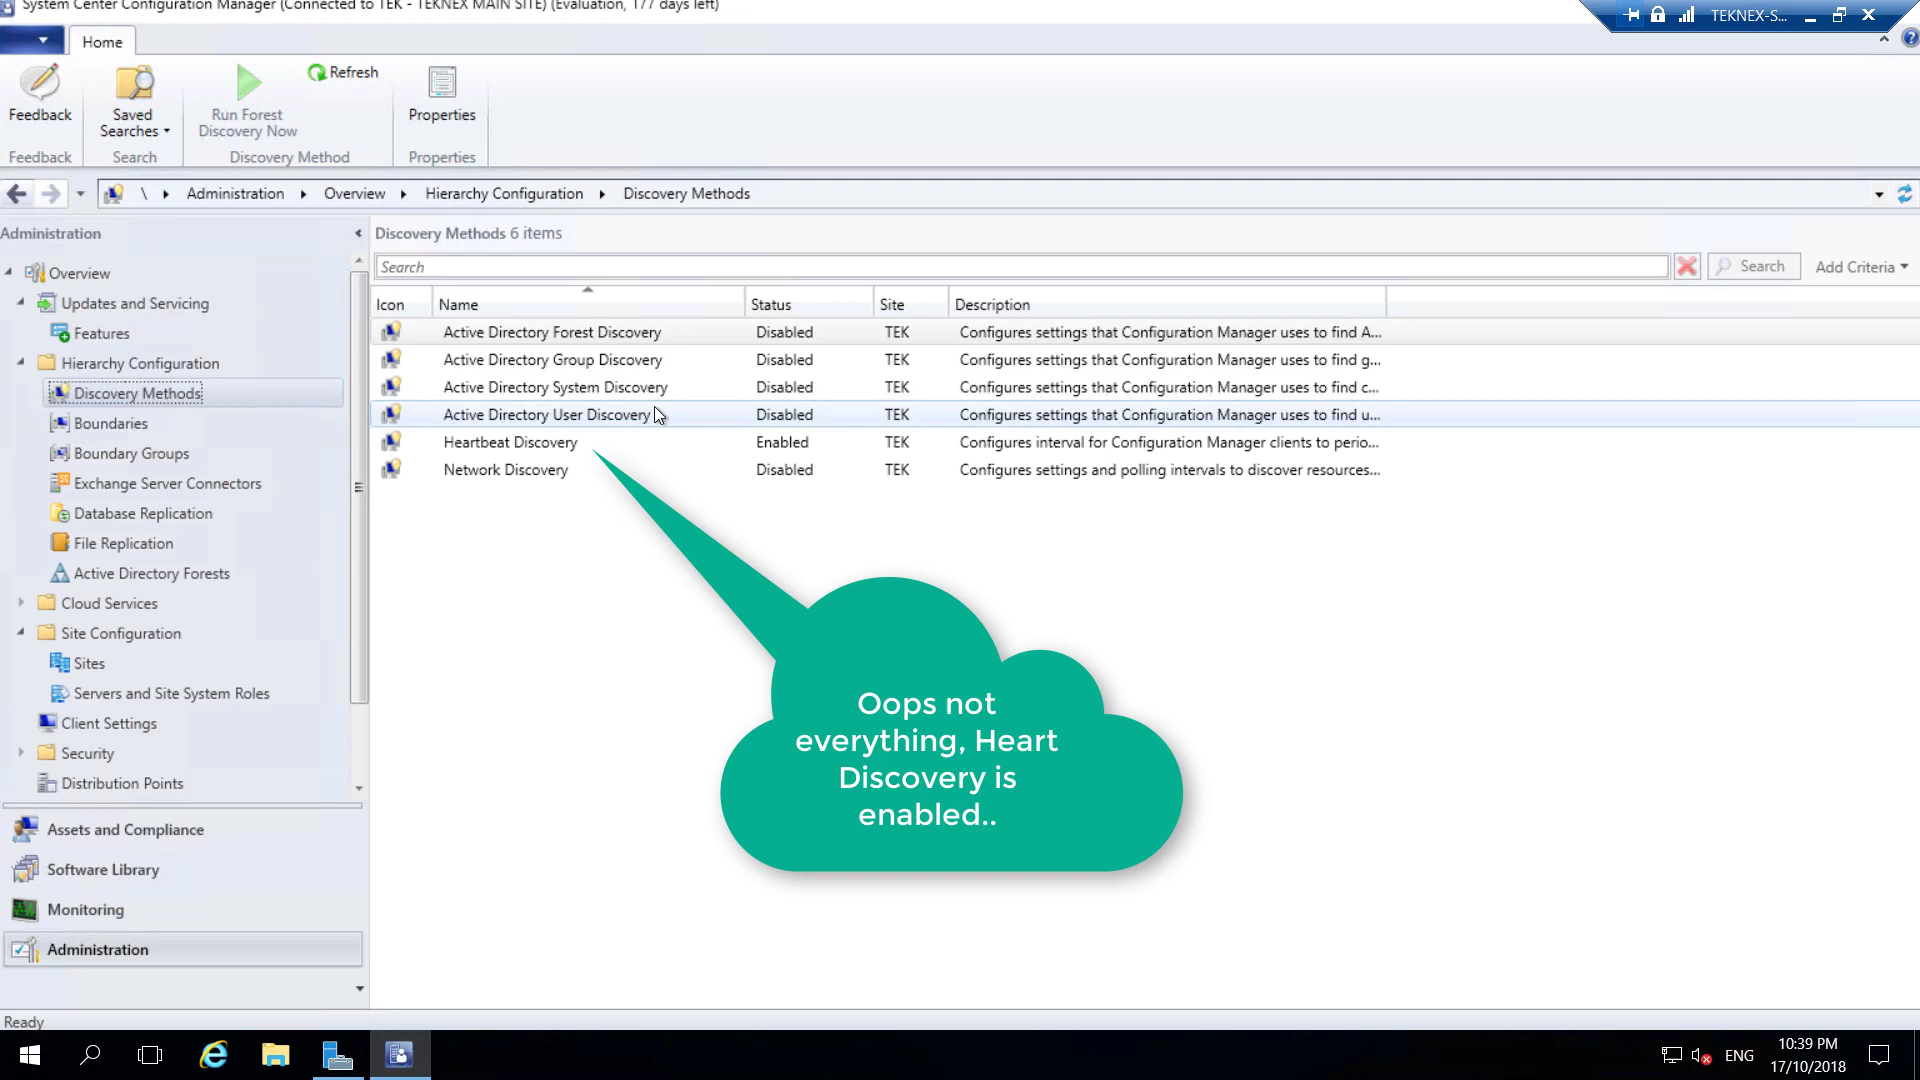 System Center Configuration Manager (Connected to TEK - TEKNEX MAIN SITE) (Evaluation, 177 days left)
TEKNEX-S...
Home
Feedback
Saved Searches
Run Forest Discovery Now
Refresh
Properties
Feedback
Search
Discovery Method
Properties
\ Administration Overview Hierarchy Configuration Discovery Methods
Administration
Overview
Updates and Servicing
Features
Hierarchy Configuration
Discovery Methods
Boundaries
Boundary Groups
Exchange Server Connectors
Database Replication
File Replication
Active Directory Forests
Cloud Services
Site Configuration
Sites
Servers and Site System Roles
Client Settings
Security
Distribution Points
Assets and Compliance
Software Library
Monitoring
Administration
Discovery Methods 6 items
Search
Search
Add Criteria
Icon Name Status Site Description
Active Directory Forest Discovery Disabled TEK Configures settings that Configuration Manager uses to find A...
Active Directory Group Discovery Disabled TEK Configures settings that Configuration Manager uses to find g...
Active Directory System Discovery Disabled TEK Configures settings that Configuration Manager uses to find c...
Active Directory User Discovery Disabled TEK Configures settings that Configuration Manager uses to find u...
Heartbeat Discovery Enabled TEK Configures interval for Configuration Manager clients to perio...
Network Discovery Disabled TEK Configures settings and polling intervals to discover resources...
Oops not
everything, Heart
Discovery is
enabled..
Ready
ENG
10:39 PM
17/10/2018